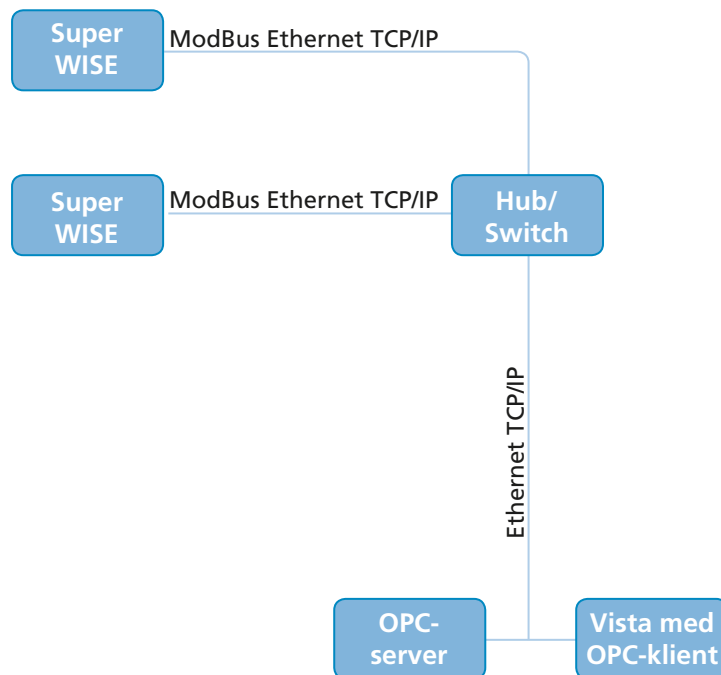 Super
WISE
ModBus Ethernet TCP/IP
Super
WISE
ModBus Ethernet TCP/IP
Hub/
Switch
Ethernet TCP/IP
OPC-
server
Vista med
OPC-klient